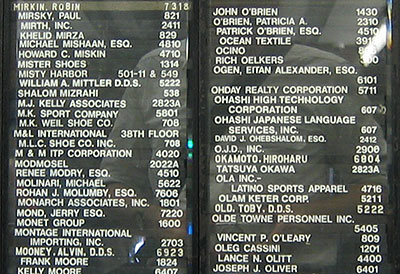 MIRKIN, ROBIN 7318
MIRSKY, PAUL 821
MIRTH, INC. 2411
KHELID MIRZA 829
MICHAEL MISHAAN, ESQ. 4810
HOWARD C. MISKIN 4710
MISTER SHOES 1314
MISTY HARBOR 501-11 & 549
WILLIAM A. MITTLER D.D.S. 5222
SHALOM MIZRAHI 538
M.J. KELLY ASSOCIATES 2823A
M.K. SPORT COMPANY 5801
M.K. WEIL SHOE CO. 708
M&L INTERNATIONAL 38TH FLOOR
M.L.C. SHOE CO. INC. 708
M & M ITP CORPORATION 4020
MODMOSEL 2022A
RENEE MODRY, ESQ. 4510
MOLINARI, MICHAEL 5622
ROHAN J. MOLUMBY, ESQ. 7606
MONARCH ASSOCIATES, INC. 1801
MOND, JERRY ESQ. 7220
MONET GROUP 1600
MONTAGE INTERNATIONAL
IMPORTING, INC. 2703
MOONEY, ALVIN, D.D.S. 6923
FRANK MOORE 1824
KELLY MOORE 6407
JOHN O'BRIEN 1430
O'BRIEN, PATRICIA A. 2310
PATRICK O'BRIEN, ESQ. 4510
OCEAN TEXTILE 3915
OCINO 803
RICH OELKERS 300
OGEN, EITAN ALEXANDER, ESQ.
6101
OHDAY REALTY CORPORATION 5711
OHASHI HIGH TECHNOLOGY
CORPORATION 607
OHASHI JAPANESE LANGUAGE
SERVICES, INC. 607
DAVID J. OHEBSHALOM, ESQ. 2412
O.J.D., INC. 2906
OKAMOTO, HIROHARU 6804
TATSUYA OKAWA 2823A
OLA INC.-
LATINO SPORTS APPAREL 4716
OLAM KETER CORP. 5211
OLD, TOBY, D.D.S. 5222
OLDE TOWNE PERSONNEL INC.
5405
VINCENT P. O'LEARY 809
OLEG CASSINI 1201
LANCE N. OLITT 4400
JOSEPH J. OLIVER 6401